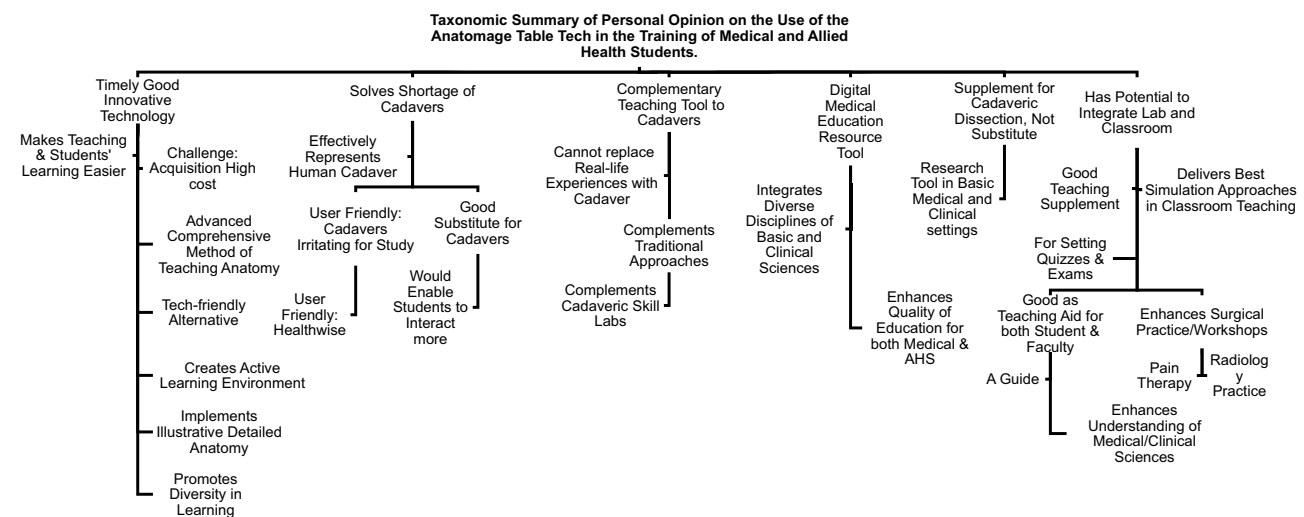 Taxonomic Summary of Personal Opinion on the Use of the
Anatomage Table Tech in the Training of Medical and Allied
Health Students.
Timely Good
Innovative
Technology
Makes Teaching
& Students'
Learning Easier
Challenge:
Acquisition High
cost
Advanced
Comprehensive
Method of
Teaching Anatomy
Tech-friendly
Alternative
Creates Active
Learning Environment
Implements
Illustrative Detailed
Anatomy
Promotes
Diversity in
Learning
Solves Shortage of
Cadavers
Effectively
Represents
Human Cadaver
User Friendly:
Cadavers
Irritating for Study
User
Friendly:
Healthwise
Good
Substitute for
Cadavers
Would
Enable
Students to
Interact
more
Complementary
Teaching Tool to
Cadavers
Cannot replace
Real-life
Experiences with
Cadaver
Complements
Traditional
Approaches
Complements
Cadaveric Skill
Labs
Digital
Medical
Education
Resource
Tool
Integrates
Diverse
Disciplines of
Basic and
Clinical
Sciences
Enhances
Quality of
Education for
both Medical &
AHS
Supplement for
Cadaveric
Dissection, Not
Substitute
Research
Tool in Basic
Medical and
Clinical
settings
Has Potential to
Integrate Lab and
Classroom
Good
Teaching
Supplement
Delivers Best
Simulation Approaches
in Classroom Teaching
For Setting
Quizzes &
Exams
Good as
Teaching Aid for
both Student &
Faculty
A Guide
Enhances
Understanding of
Medical/Clinical
Sciences
Enhances Surgical
Practice/Workshops
Pain
Therapy
Radiolog
y
Practice